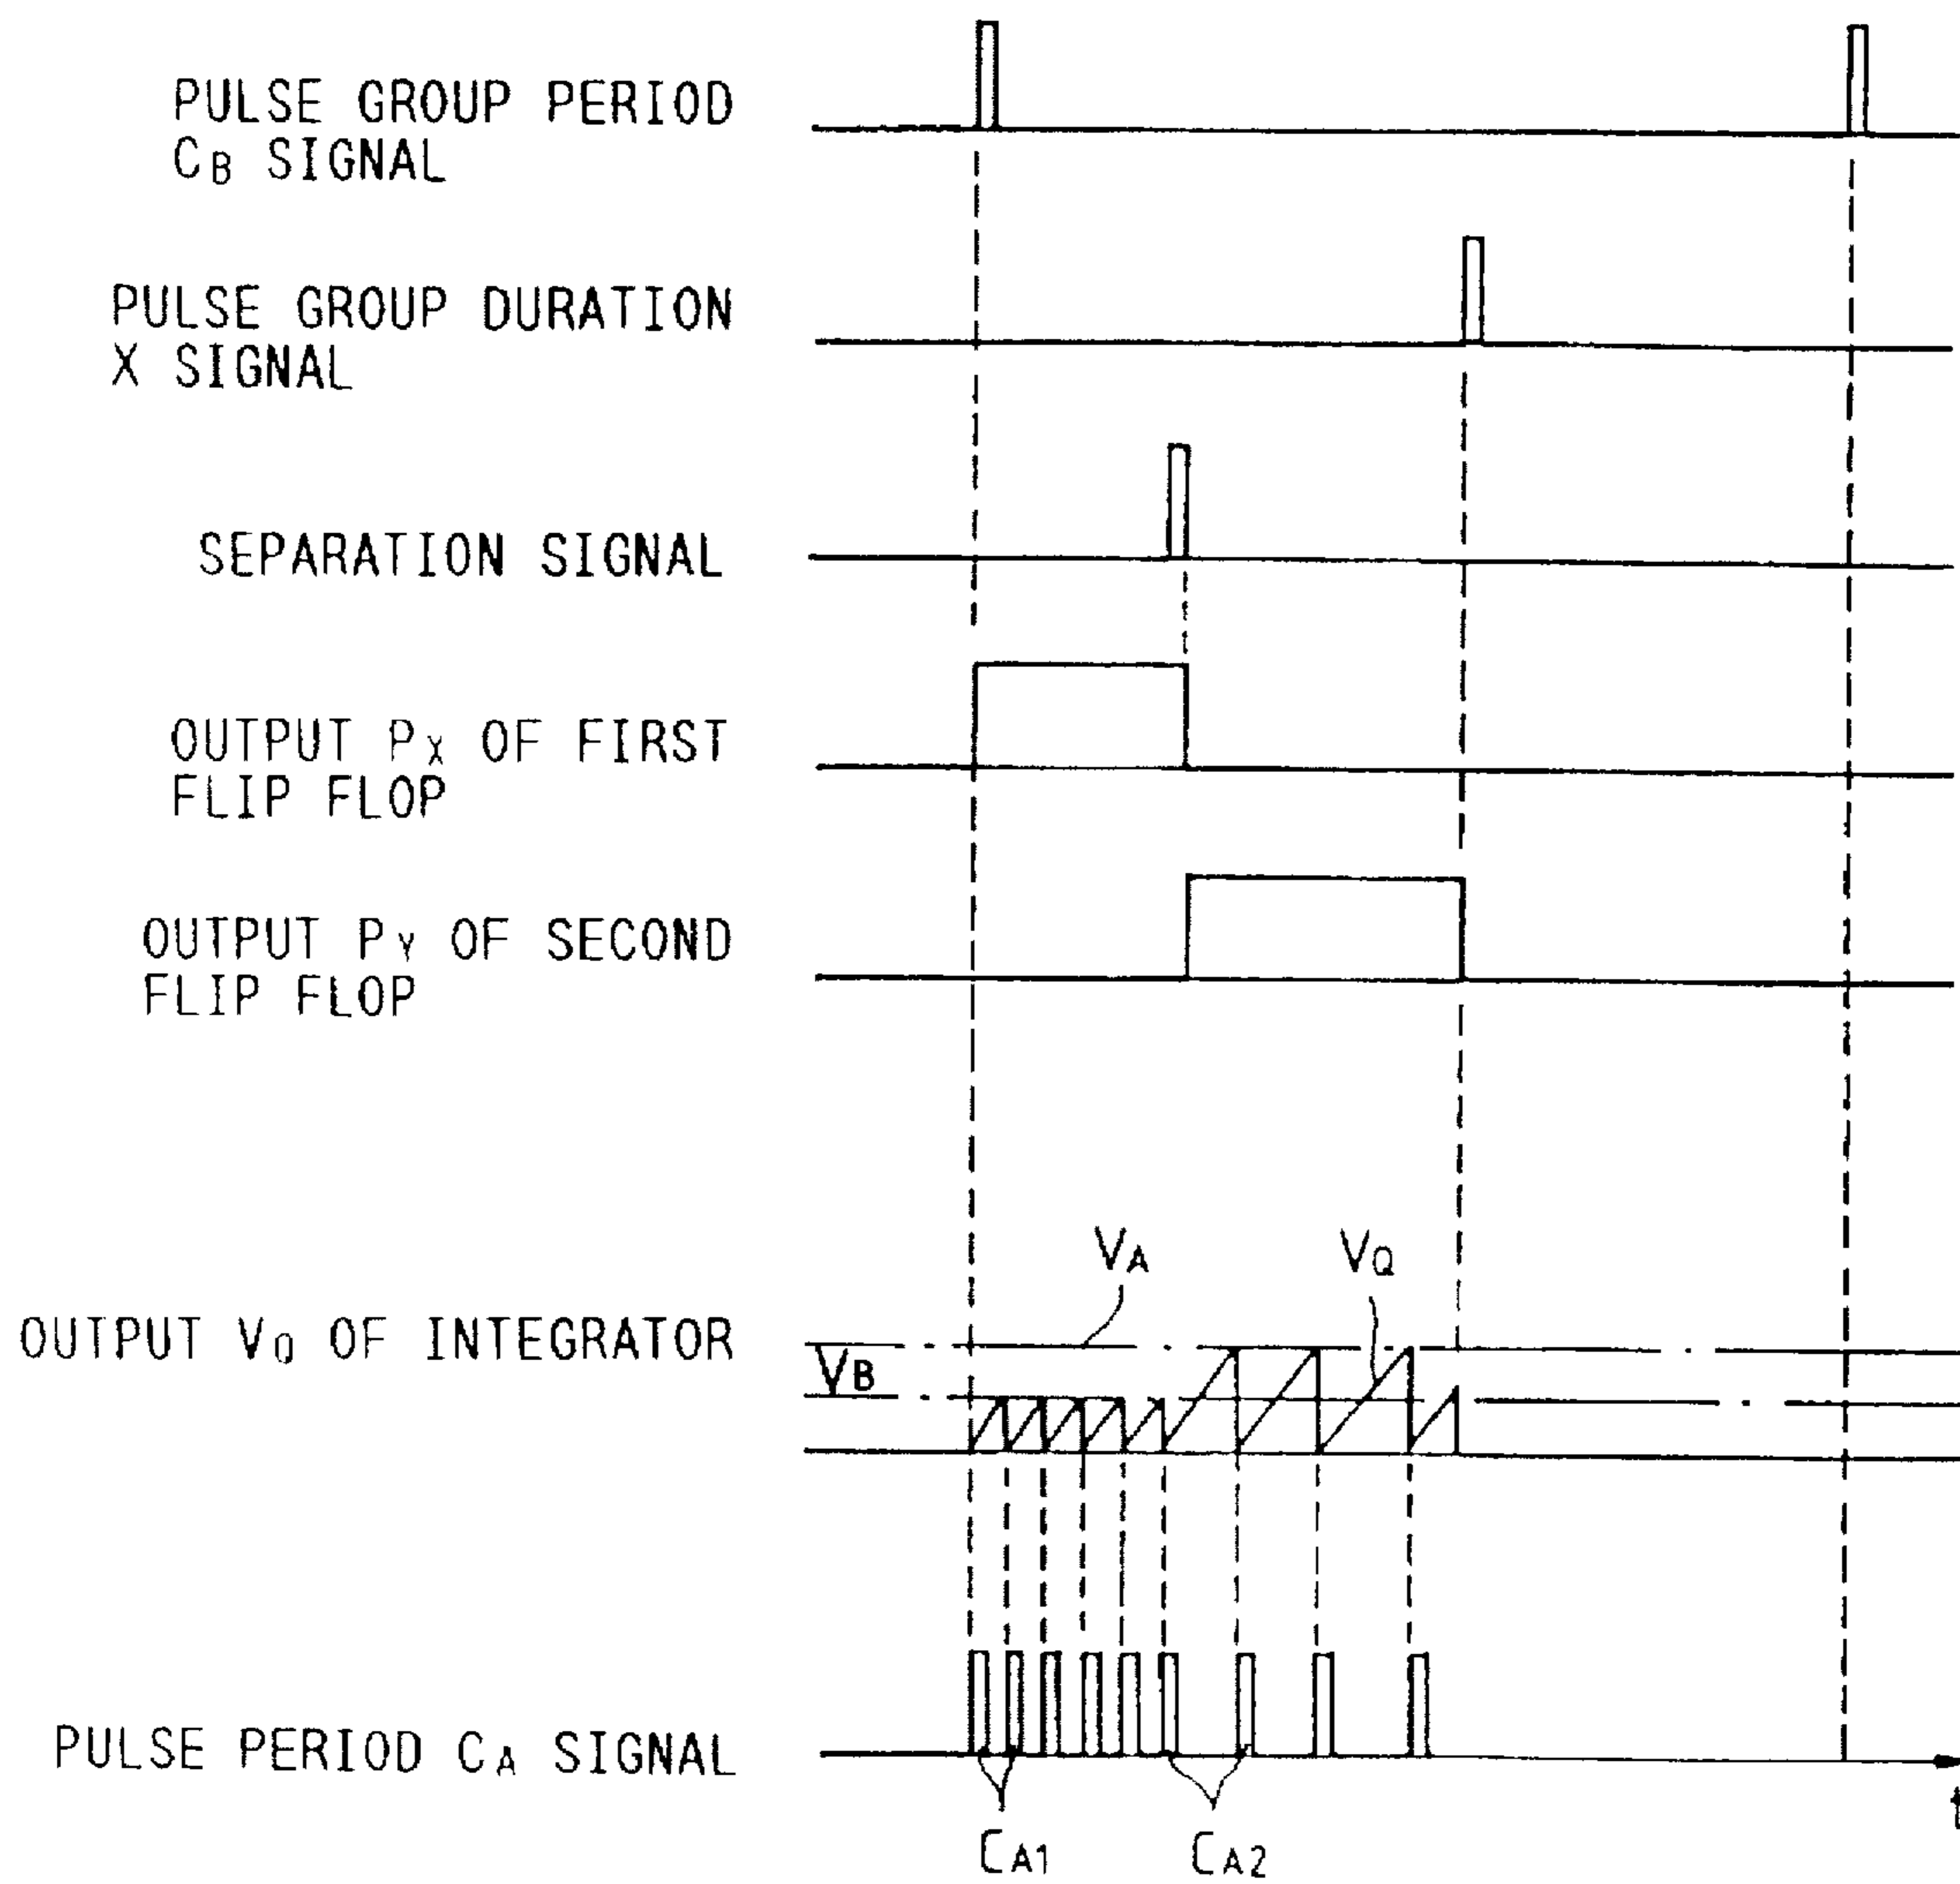 PULSE GROUP PERIOD
CB SIGNAL
PULSE GROUP DURATION
X SIGNAL
SEPARATION SIGNAL
OUTPUT PX OF FIRST
FLIP FLOP
OUTPUT PY OF SECOND
FLIP FLOP
VA
VQ
OUTPUT VQ OF INTEGRATOR
VB
PULSE PERIOD CA SIGNAL
t
CA1
CA2